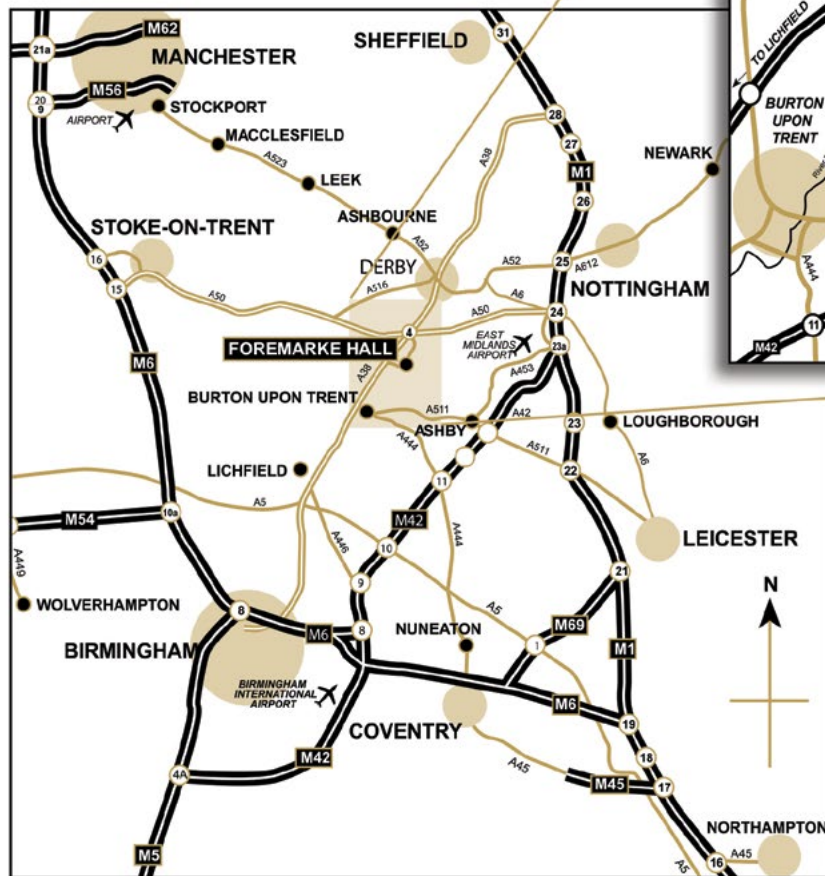 M62
21a
MANCHESTER
SHEFFIELD
31
M56
20
9
AIRPORT
STOCKPORT
MACCLESFIELD
A523
LEEK
28
27
A38
M1
26
NEWARK
ASHBOURNE
A52
STOKE-ON-TRENT
DERBY
16
15
A516
A52
25
A612
A6
NOTTINGHAM
A50
A50
24
4
FOREMARKE HALL
EAST
MIDLANDS
AIRPORT
23a
M6
A38
A453
BURTON UPON TRENT
A511
A42
ASHBY
23
LOUGHBOROUGH
A444
A511
A6
LICHFIELD
11
22
A5
10a
M54
M42
A446
A444
10
LEICESTER
A449
9
21
WOLVERHAMPTON
8
A5
M69
N
M6
8
NUNEATON
1
M1
BIRMINGHAM
BIRMINGHAM
INTERNATIONAL
AIRPORT
M6
COVENTRY
19
M42
18
4A
A45
M45
17
NORTHAMPTON
M5
A5
16
A45
TO LICHFIELD
BURTON
UPON
TRENT
River
A444
11
M42